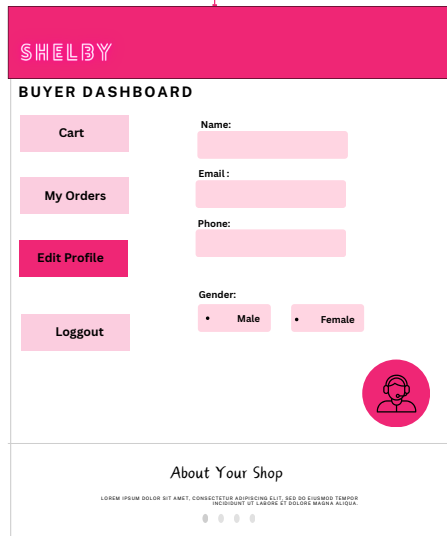 SHELBY
BUYER DASHBOARD
Cart
My Orders
Edit Profile
Loggout
Name:
Email :
Phone:
Gender:
• Male
• Female
About Your Shop
LOREM IPSUM DOLOR SIT AMET, CONSECTETUR ADIPISCING ELIT, SED DO EIUSMOD TEMPOR
INCIDIDUNT UT LABORE ET DOLORE MAGNA ALIQUA.